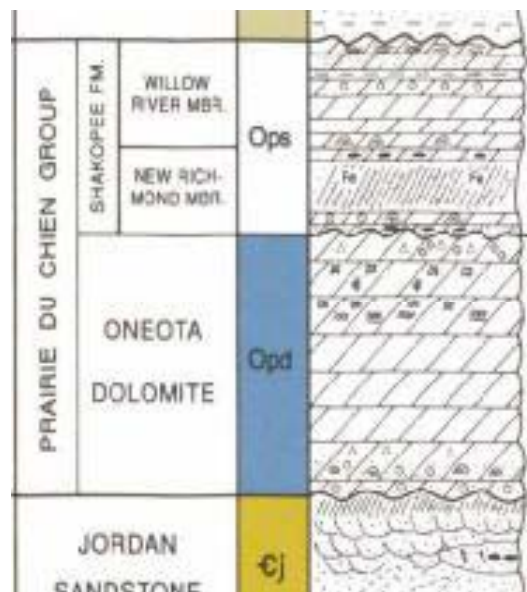 PRAIRIE DU CHIEN GROUP
SHAKOPEE FM.
WILLOW
RIVER MBR.
NEW RICH-
MOND MBR.
Ops
Fe
Fe
ONEOTA
DOLOMITE
Opd
JORDAN
SANDSTONE
Єj